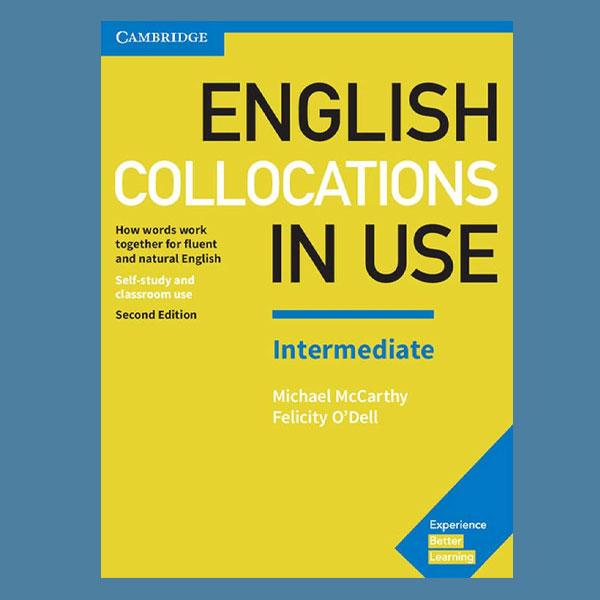 CAMBRIDGE
ENGLISH
COLLOCATIONS
IN USE
How words work
together for fluent
and natural English
Self-study and
classroom use
Second Edition
Intermediate
Michael McCarthy
Felicity O'Dell
Experience
Better
Learning